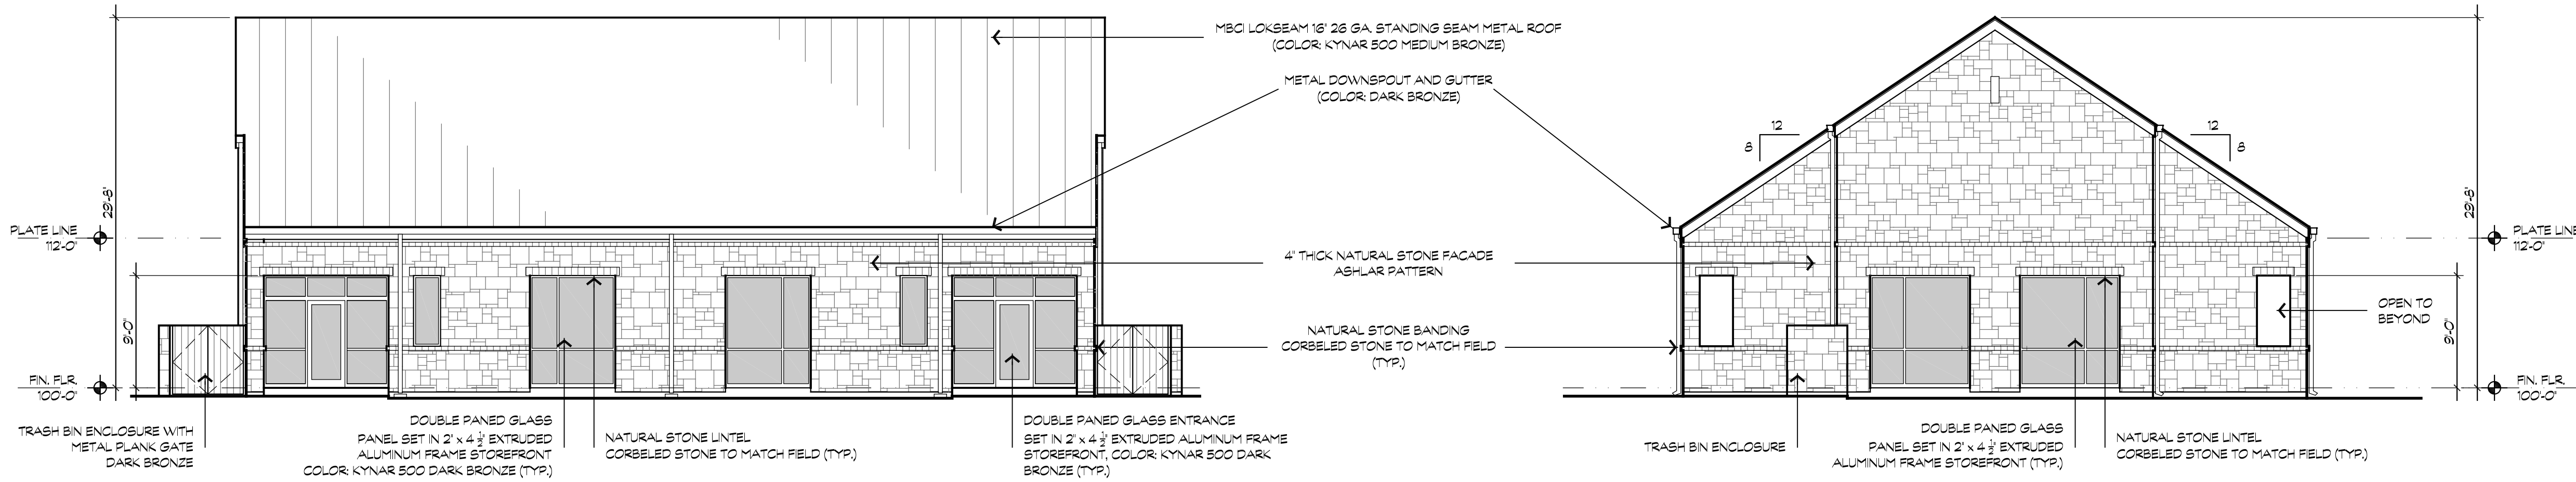 MBCI LOKSEAM 16" 26 GA. STANDING SEAM METAL ROOF
(COLOR: KYNAR 500 MEDIUM BRONZE)
METAL DOWNSPOUT AND GUTTER
(COLOR: DARK BRONZE)
4" THICK NATURAL STONE FACADE
ASHLAR PATTERN
NATURAL STONE BANDING
CORBELED STONE TO MATCH FIELD
(TYP.)
29'-8"
PLATE LINE
112'-0"
9'-0"
FIN. FLR.
100'-0"
TRASH BIN ENCLOSURE WITH
METAL PLANK GATE
DARK BRONZE
DOUBLE PANED GLASS
PANEL SET IN 2" x 4 1/2" EXTRUDED
ALUMINUM FRAME STOREFRONT
COLOR: KYNAR 500 DARK BRONZE (TYP.)
NATURAL STONE LINTEL
CORBELED STONE TO MATCH FIELD (TYP.)
DOUBLE PANED GLASS ENTRANCE
SET IN 2" x 4 1/2" EXTRUDED ALUMINUM FRAME
STOREFRONT, COLOR: KYNAR 500 DARK
BRONZE (TYP.)
12
8
12
8
29'-8"
PLATE LINE
112'-0"
OPEN TO
BEYOND
9'-0"
FIN. FLR.
100'-0"
TRASH BIN ENCLOSURE
DOUBLE PANED GLASS
PANEL SET IN 2" x 4 1/2" EXTRUDED
ALUMINUM FRAME STOREFRONT (TYP.)
NATURAL STONE LINTEL
CORBELED STONE TO MATCH FIELD (TYP.)